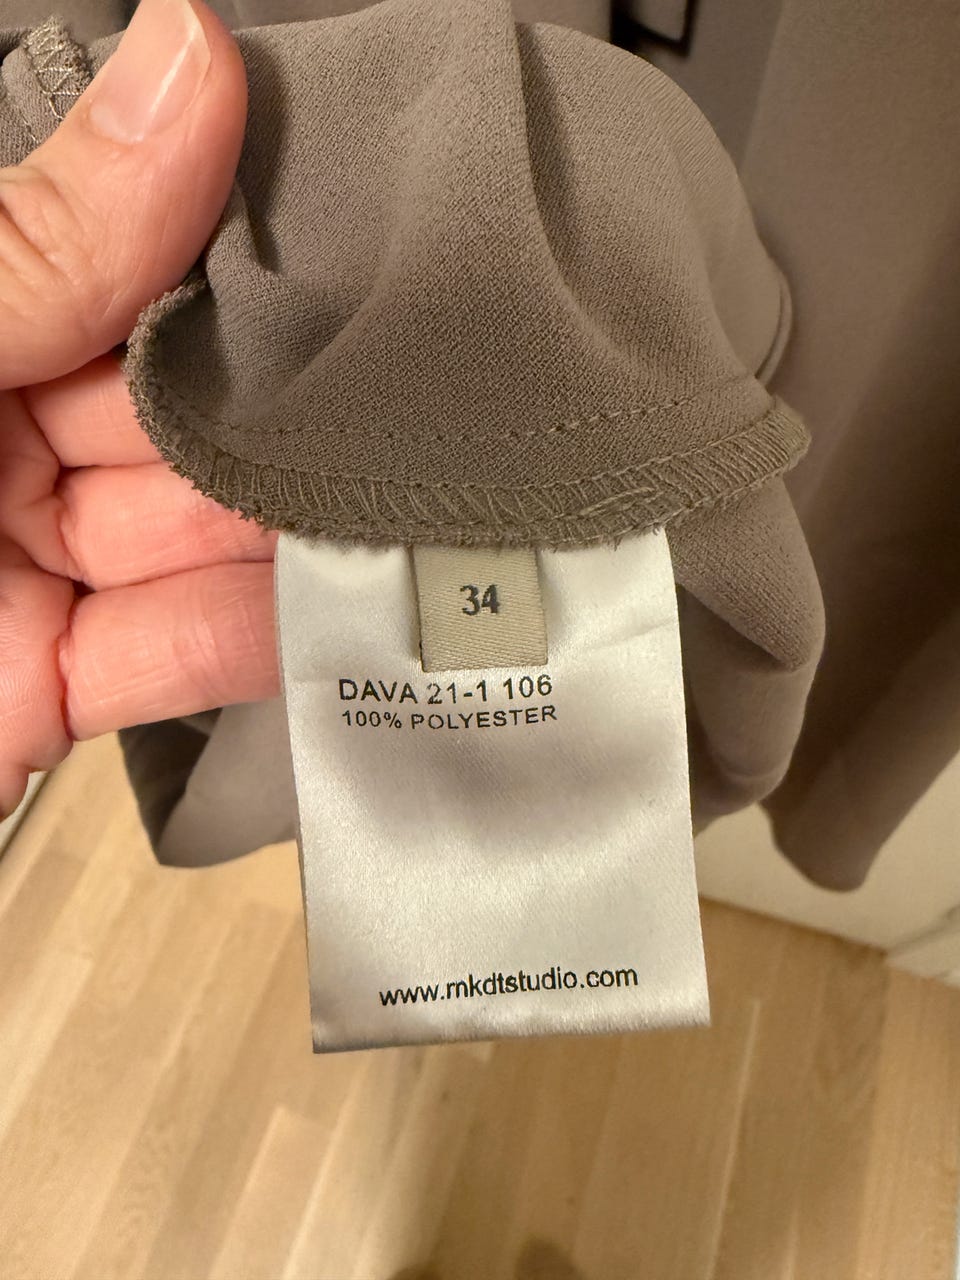 34
DAVA 21-1 106
100% POLYESTER
www.rnkdtstudio.com